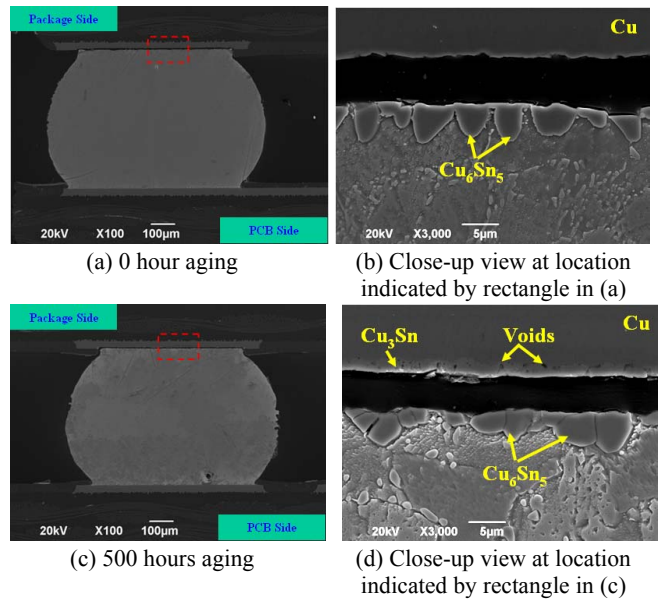 Package Side
PCB Side
20kV X100 100μm
(a) 0 hour aging
Cu
Cu₆Sn₅
20kV X3,000 5μm
(b) Close-up view at location
indicated by rectangle in (a)
Package Side
PCB Side
20kV X100 100μm
(c) 500 hours aging
Cu
Cu₃Sn
Voids
Cu₆Sn₅
20kV X3,000 5μm
(d) Close-up view at location
indicated by rectangle in (c)